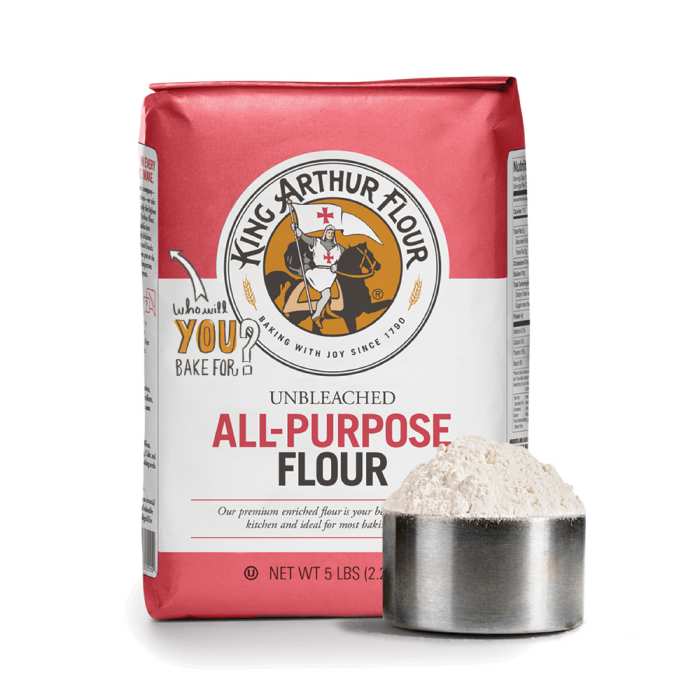 KING ARTHUR FLOUR
®
BAKING WITH JOY SINCE 1790
who will
YOU?
BAKE FOR
UNBLEACHED
ALL-PURPOSE
FLOUR
Our premium enriched flour is your be
kitchen and ideal for most baki
U NET WT 5 LBS (2.2